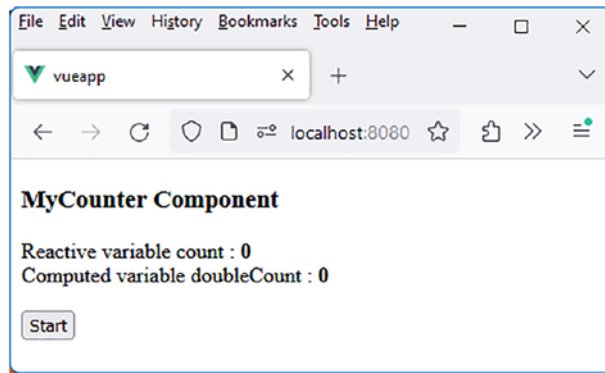 File Edit View History Bookmarks Tools Help
vueapp
localhost:8080
MyCounter Component
Reactive variable count : 0
Computed variable doubleCount : 0
Start